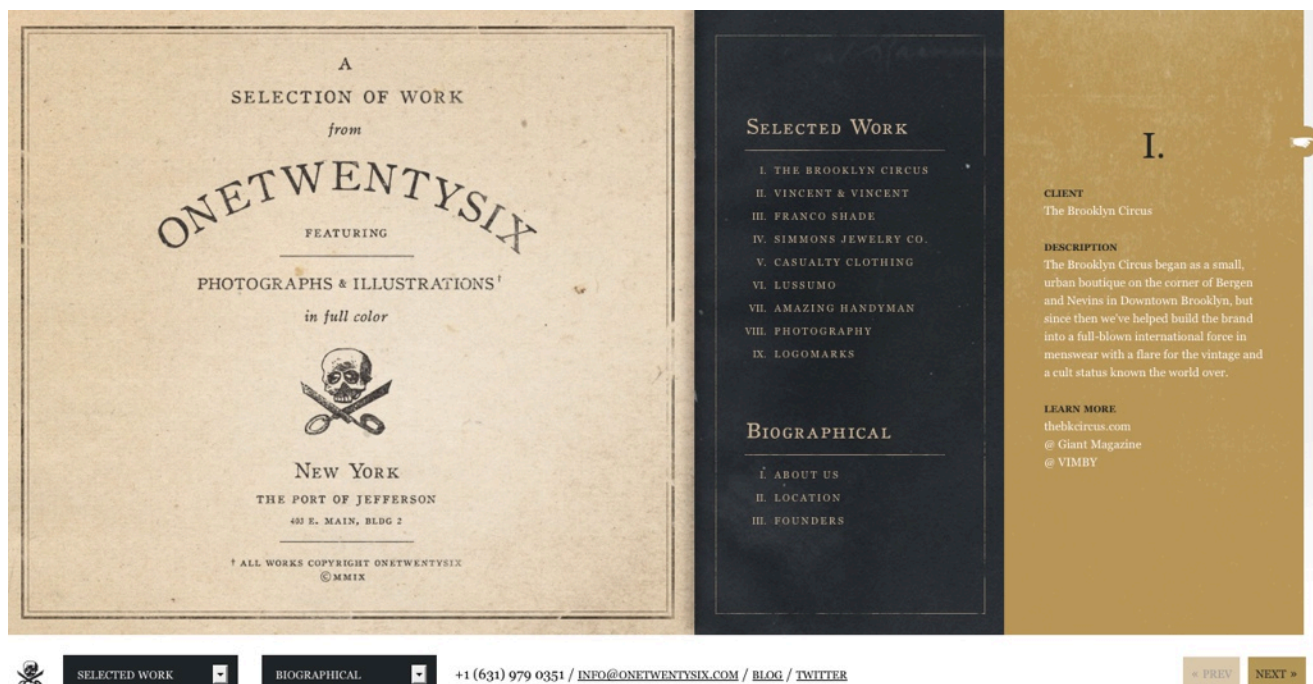 A
SELECTION OF WORK
from
ONETWENTYSIX
FEATURING
PHOTOGRAPHS & ILLUSTRATIONS†
in full color
NEW YORK
THE PORT OF JEFFERSON
403 E. MAIN, BLDG 2
† ALL WORKS COPYRIGHT ONETWENTYSIX
©MMIX
SELECTED WORK
I. THE BROOKLYN CIRCUS
II. VINCENT & VINCENT
III. FRANCO SHADE
IV. SIMMONS JEWELRY CO.
V. CASUALTY CLOTHING
VI. LUSSUMO
VII. AMAZING HANDYMAN
VIII. PHOTOGRAPHY
IX. LOGOMARKS
BIOGRAPHICAL
I. ABOUT US
II. LOCATION
III. FOUNDERS
I.
CLIENT
The Brooklyn Circus
DESCRIPTION
The Brooklyn Circus began as a small,
urban boutique on the corner of Bergen
and Nevins in Downtown Brooklyn, but
since then we've helped build the brand
into a full-blown international force in
menswear with a flare for the vintage and
a cult status known the world over.
LEARN MORE
thebkcircus.com
@ Giant Magazine
@ VIMBY
SELECTED WORK
BIOGRAPHICAL
+1 (631) 979 0351 / INFO@ONETWENTYSIX.COM / BLOG / TWITTER
« PREV
NEXT »